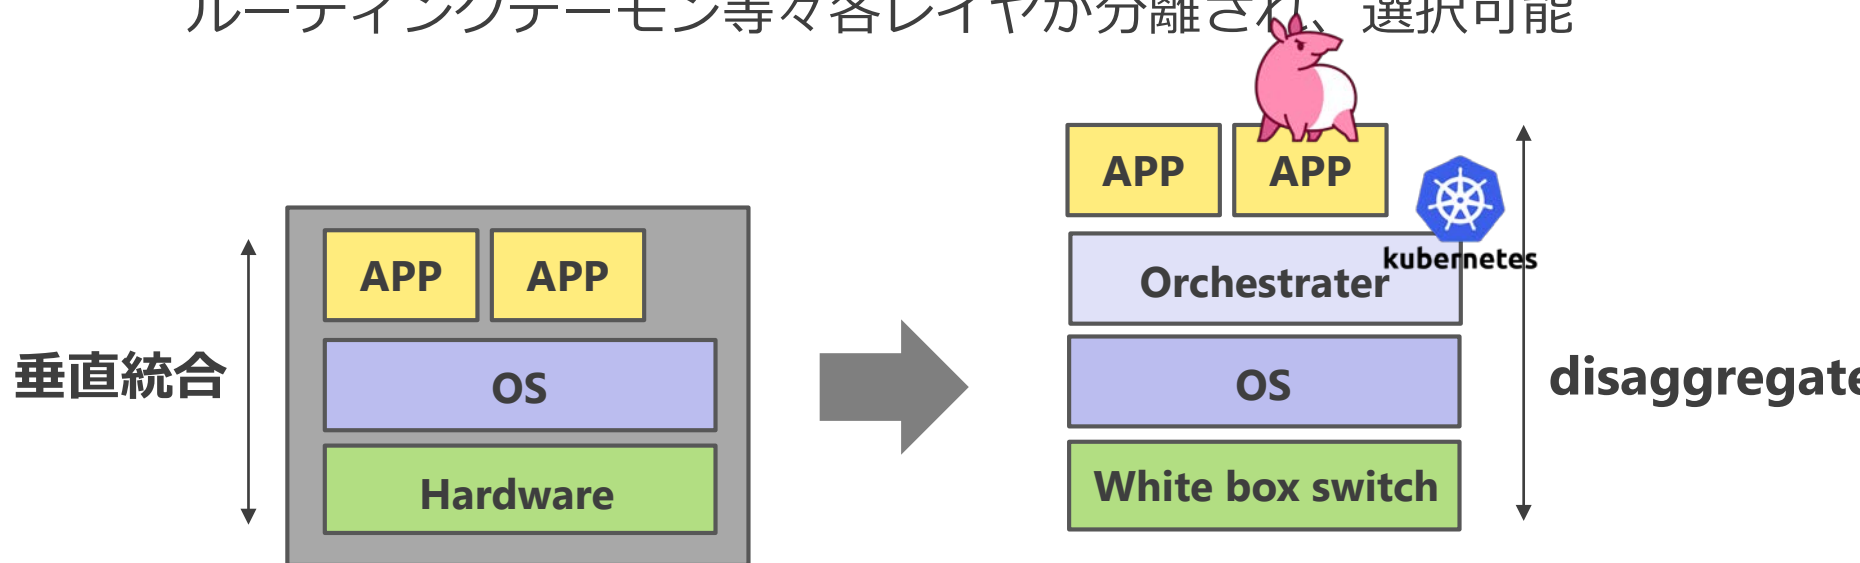 ルーティングデーモン等々各レイヤが分離され、選択可能
APP APP
kubernetes
Orchestrater
OS
White box switch
disaggregate
垂直統合
APP APP
OS
Hardware